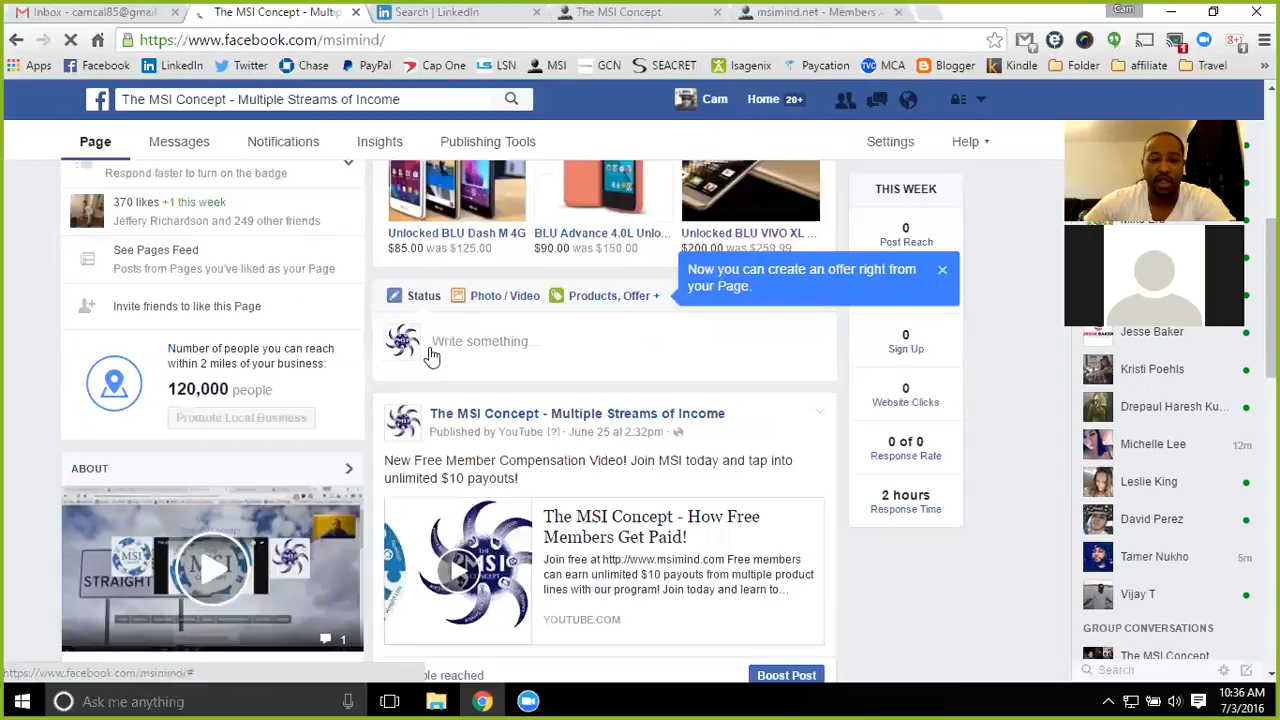 Inbox - camcal85@gmail
The MSI Concept - Multip
Search | LinkedIn
The MSI Concept
msimind.net - Members
Cam
https://www.facebook.com/msimind/
Apps
Facebook
LinkedIn
Twitter
Chase
PayPal
Cap One
LSN
MSI
GCN
SEACRET
Isagenix
Paycation
MCA
Blogger
Kindle
Folder
affiliate
Travel
The MSI Concept - Multiple Streams of Income
Cam
Home 20+
Page
Messages
Notifications
Insights
Publishing Tools
Settings
Help
Respond faster to turn on the badge
370 likes +1 this week
Jeffery Richardson and 249 other friends
See Pages Feed
Posts from Pages you've liked as your Page
Invite friends to like this Page
Number of people you can reach
within 2 miles of your business:
120,000 people
Promote Local Business
ABOUT
STRAIGHT
MSI
1
Unlocked BLU Dash M 4G
$85.00 was $125.00
BLU Advance 4.0L Unlo...
$90.00 was $150.00
Unlocked BLU VIVO XL ...
$200.00 was $259.99
Status
Photo / Video
Products, Offer +
Now you can create an offer right from
your Page.
Write something...
The MSI Concept - Multiple Streams of Income
Published by YouTube [?] · June 25 at 2:32pm ·
New Free Member Compensation Video! Join MSI today and tap into
unlimited $10 payouts!
THE MSI CONCEPT
The MSI Concept - How Free
Members Get Paid!
Join free at http://www.msimind.com Free members
can earn unlimited $10 payouts from multiple product
lines with our program! Join today and learn to...
YOUTUBE.COM
ple reached
Boost Post
THIS WEEK
0
Post Reach
0
Sign Up
0
Website Clicks
0 of 0
Response Rate
2 hours
Response Time
Jesse Baker
Kristi Poehls
Drepaul Haresh Ku...
Michelle Lee
12m
Leslie King
David Perez
Tamer Nukho
5m
Vijay T
GROUP CONVERSATIONS
The MSI Concept
Search
https://www.facebook.com/msimind/#
Ask me anything
10:36 AM
7/3/2016